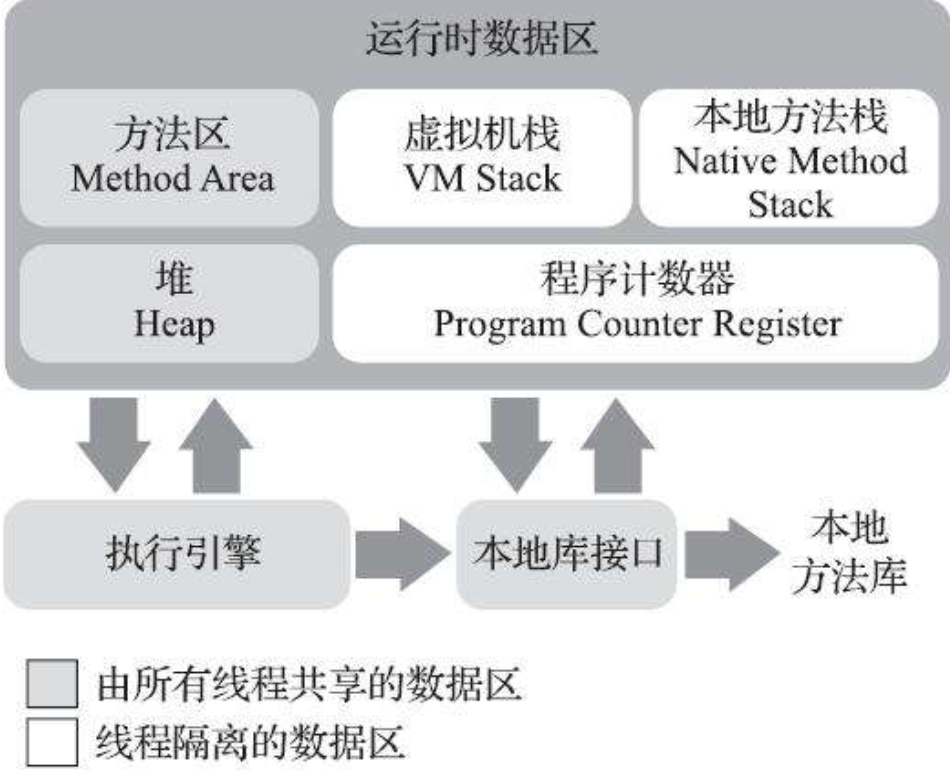 运行时数据区
方法区
Method Area
虚拟机栈
VM Stack
本地方法栈
Native Method
Stack
堆
Heap
程序计数器
Program Counter Register
执行引擎
本地库接口
本地
方法库
由所有线程共享的数据区
线程隔离的数据区